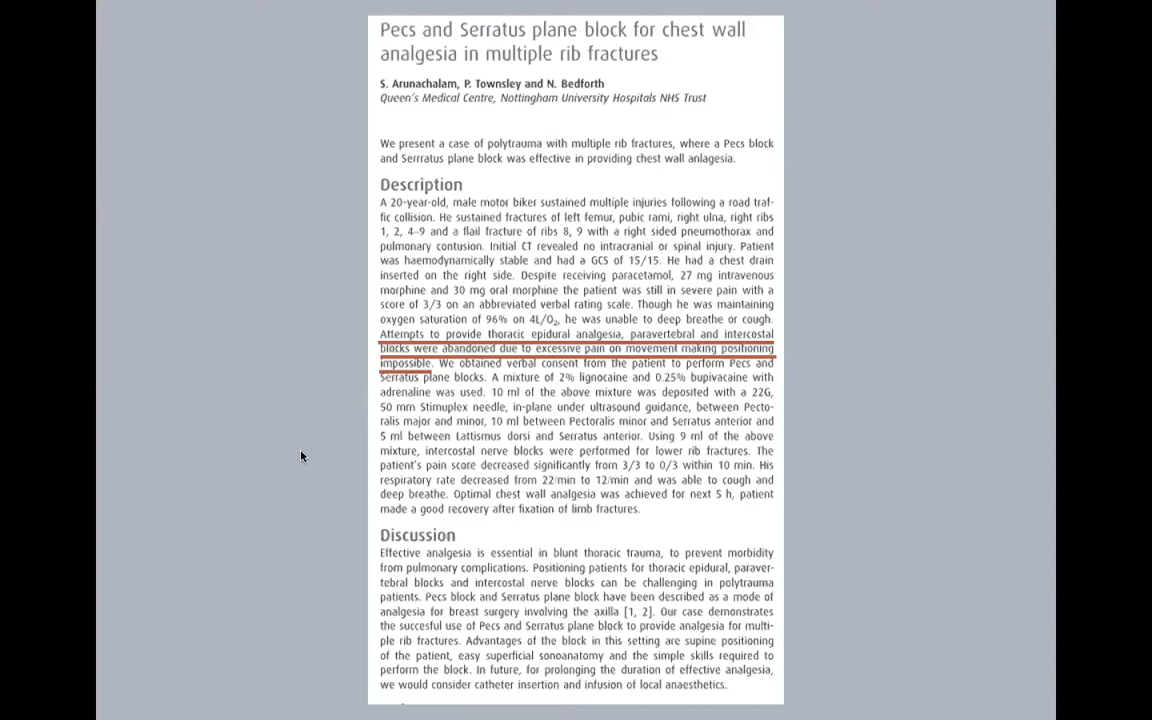 Pecs and Serratus plane block for chest wall
analgesia in multiple rib fractures
S. Arunachalam, P. Townsley and N. Bedforth
Queen's Medical Centre, Nottingham University Hospitals NHS Trust
We present a case of polytrauma with multiple rib fractures, where a Pecs block
and Serrratus plane block was effective in providing chest wall anlagesia.
Description
A 20-year-old, male motor biker sustained multiple injuries following a road traf-
fic collision. He sustained fractures of left femur, pubic rami, right ulna, right ribs
1, 2, 4–9 and a flail fracture of ribs 8, 9 with a right sided pneumothorax and
pulmonary contusion. Initial CT revealed no intracranial or spinal injury. Patient
was haemodynamically stable and had a GCS of 15/15. He had a chest drain
inserted on the right side. Despite receiving paracetamol, 27 mg intravenous
morphine and 30 mg oral morphine the patient was still in severe pain with a
score of 3/3 on an abbreviated verbal rating scale. Though he was maintaining
oxygen saturation of 96% on 4L/O₂, he was unable to deep breathe or cough.
Attempts to provide thoracic epidural analgesia, paravertebral and intercostal
blocks were abandoned due to excessive pain on movement making positioning
impossible. We obtained verbal consent from the patient to perform Pecs and
Serratus plane blocks. A mixture of 2% lignocaine and 0.25% bupivacaine with
adrenaline was used. 10 ml of the above mixture was deposited with a 22G,
50 mm Stimuplex needle, in-plane under ultrasound guidance, between Pecto-
ralis major and minor, 10 ml between Pectoralis minor and Serratus anterior and
5 ml between Lattismus dorsi and Serratus anterior. Using 9 ml of the above
mixture, intercostal nerve blocks were performed for lower rib fractures. The
patient's pain score decreased significantly from 3/3 to 0/3 within 10 min. His
respiratory rate decreased from 22/min to 12/min and was able to cough and
deep breathe. Optimal chest wall analgesia was achieved for next 5 h, patient
made a good recovery after fixation of limb fractures.
Discussion
Effective analgesia is essential in blunt thoracic trauma, to prevent morbidity
from pulmonary complications. Positioning patients for thoracic epidural, paraver-
tebral blocks and intercostal nerve blocks can be challenging in polytrauma
patients. Pecs block and Serratus plane block have been described as a mode of
analgesia for breast surgery involving the axilla [1, 2]. Our case demonstrates
the succesful use of Pecs and Serratus plane block to provide analgesia for multi-
ple rib fractures. Advantages of the block in this setting are supine positioning
of the patient, easy superficial sonoanatomy and the simple skills required to
perform the block. In future, for prolonging the duration of effective analgesia,
we would consider catheter insertion and infusion of local anaesthetics.